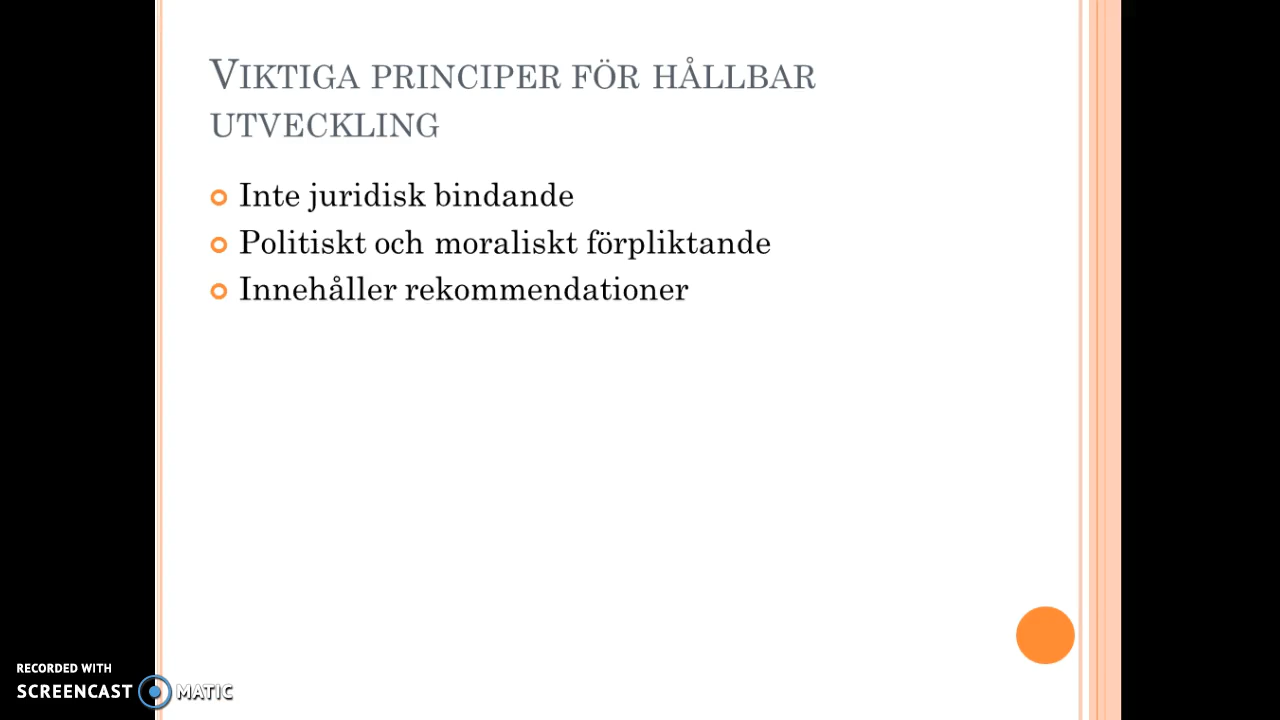 Viktiga principer för hållbar
utveckling
Inte juridisk bindande
Politiskt och moraliskt förpliktande
Innehåller rekommendationer
RECORDED WITH
SCREENCAST MATIC